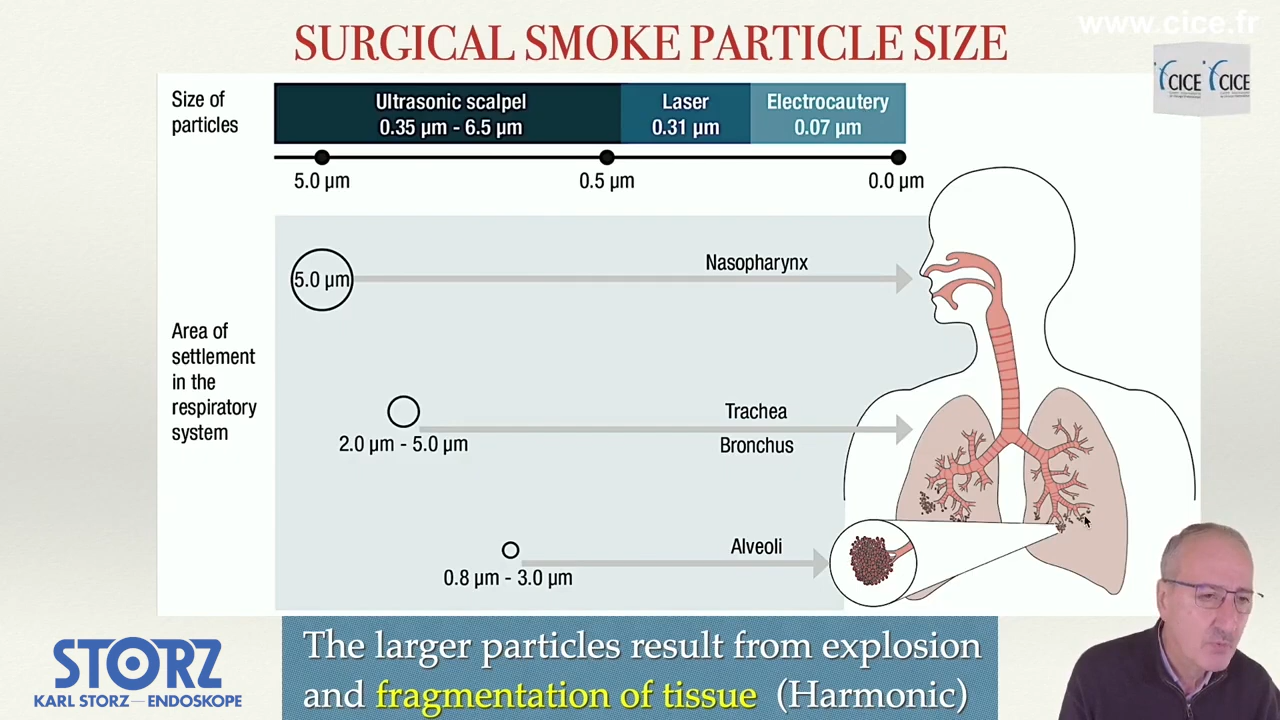 www.cice.fr
SURGICAL SMOKE PARTICLE SIZE
CICE CICE
Size of
particles
Ultrasonic scalpel
0.35 µm - 6.5 µm
Laser
0.31 µm
Electrocautery
0.07 µm
5.0 µm
0.5 µm
0.0 µm
Area of
settlement
in the
respiratory
system
5.0 µm
Nasopharynx
2.0 µm - 5.0 µm
Trachea
Bronchus
0.8 µm - 3.0 µm
Alveoli
STORZ
KARL STORZ—ENDOSKOPE
The larger particles result from explosion
and fragmentation of tissue (Harmonic)